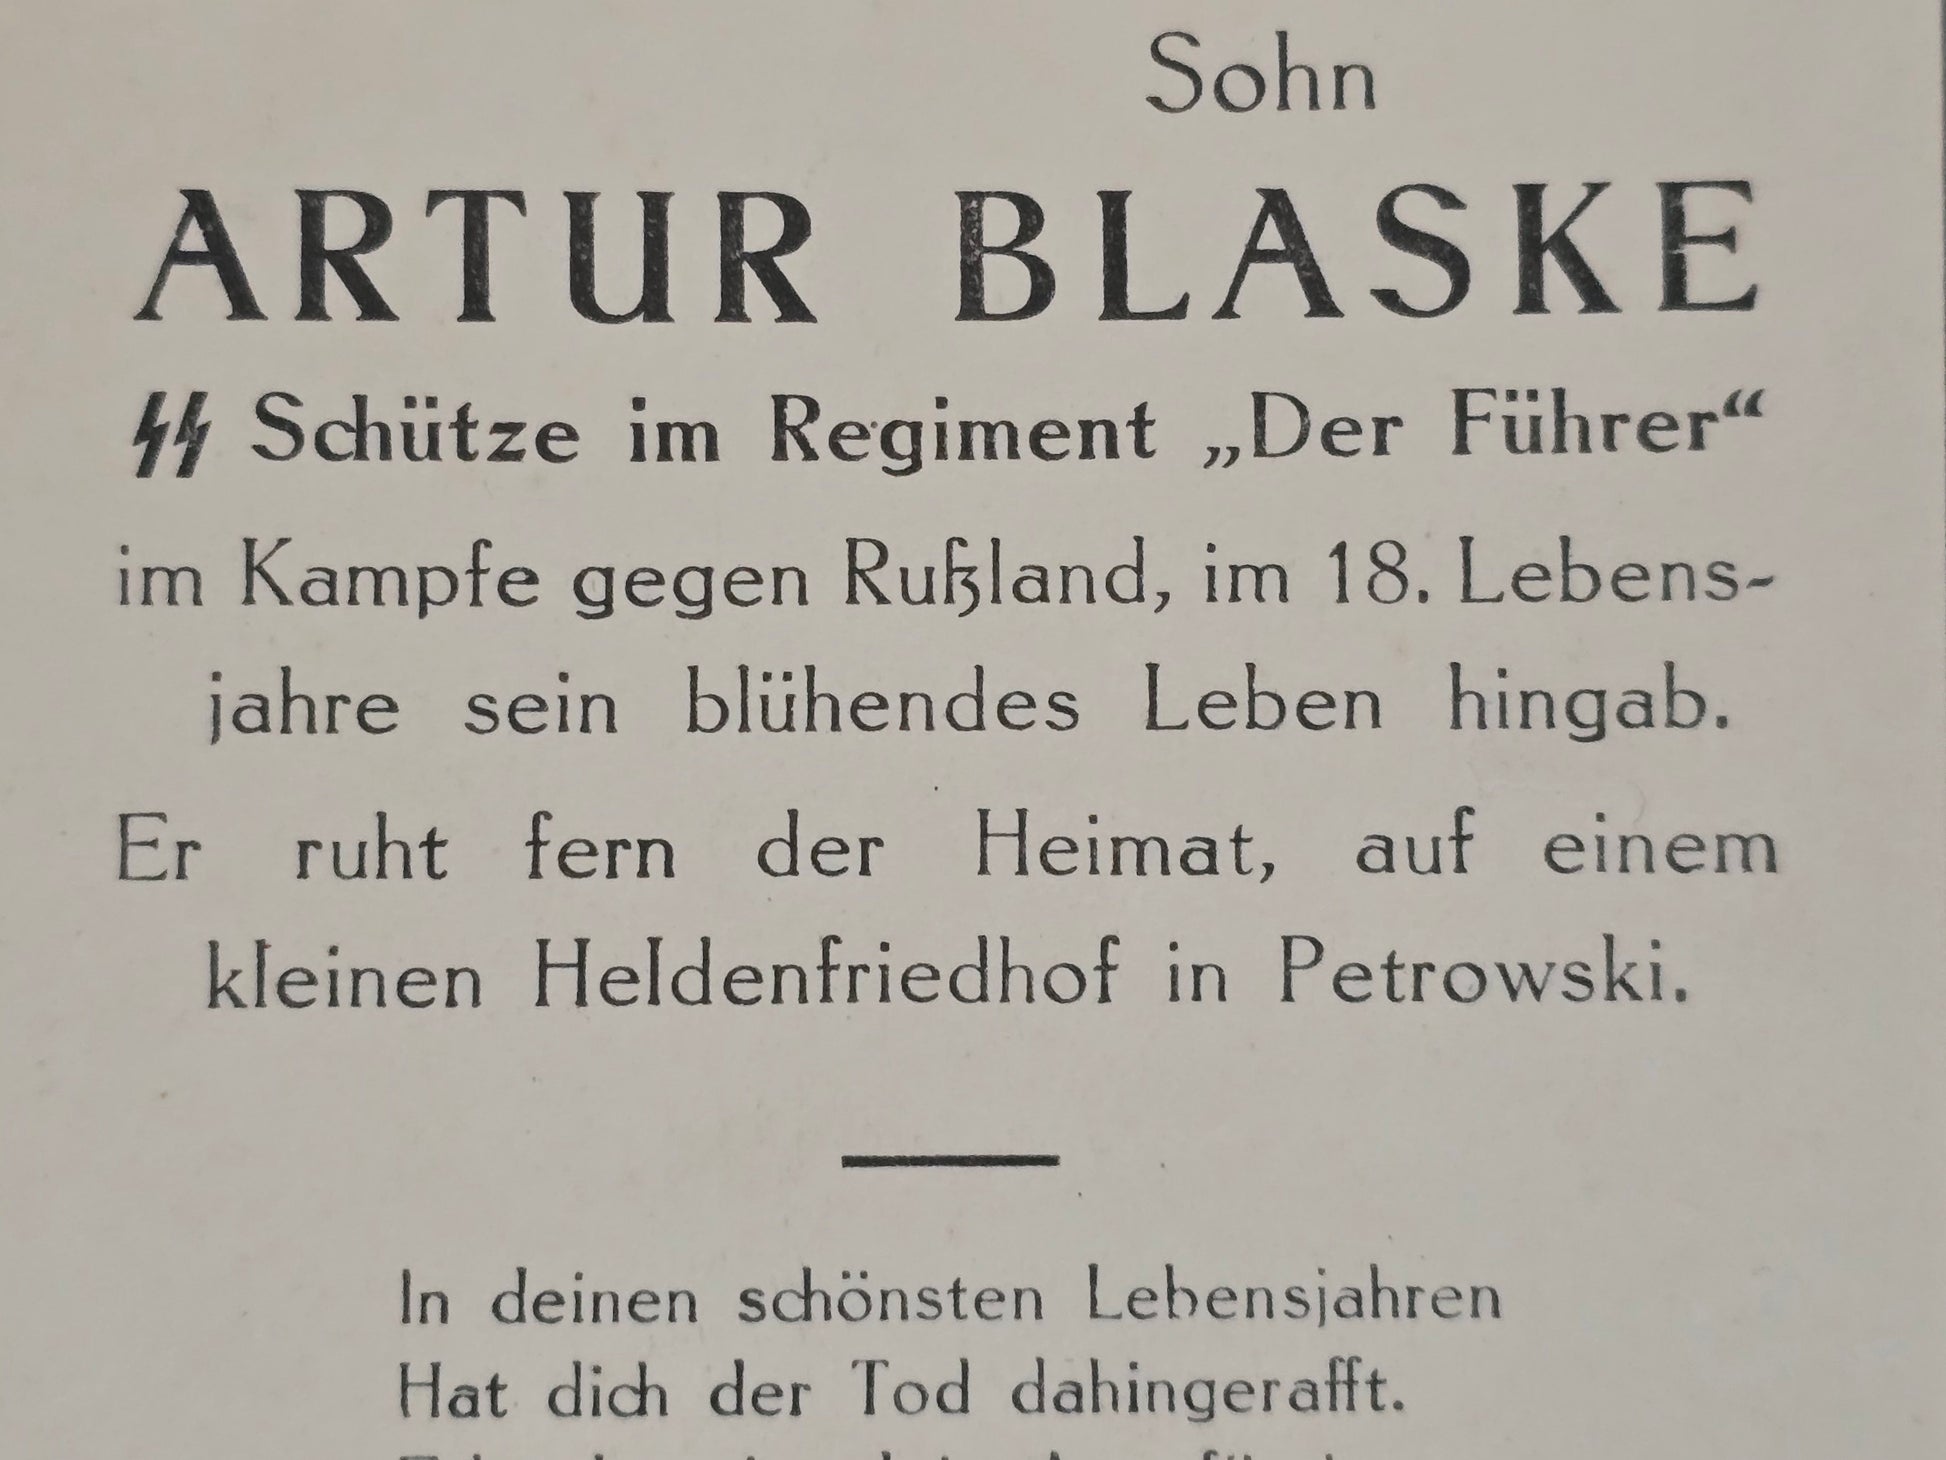 Sohn
ARTUR BLASKE
ᛋᛋ Schütze im Regiment „Der Führer“
im Kampfe gegen Rußland, im 18. Lebens-
jahre sein blühendes Leben hingab.
Er ruht fern der Heimat, auf einem
kleinen Heldenfriedhof in Petrowski.
In deinen schönsten Lebensjahren
Hat dich der Tod dahingerafft.